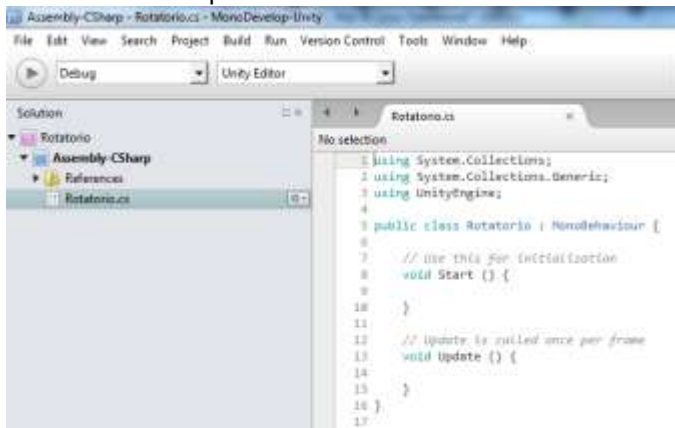 Assembly-CSharp - Rotatorio.cs - MonoDevelop-Unity
File Edit View Search Project Build Run Version Control Tools Window Help
Debug Unity Editor
Solution
Rotatorio.cs
Rotatorio
No selection
Assembly-CSharp
References
Rotatorio.cs
1 using System.Collections;
2 using System.Collections.Generic;
3 using UnityEngine;
4
5 public class Rotatorio : MonoBehaviour {
6
7 // Use this for initialization
8 void Start () {
9
10 }
11
12 // Update is called once per frame
13 void Update () {
14
15 }
16 }
17